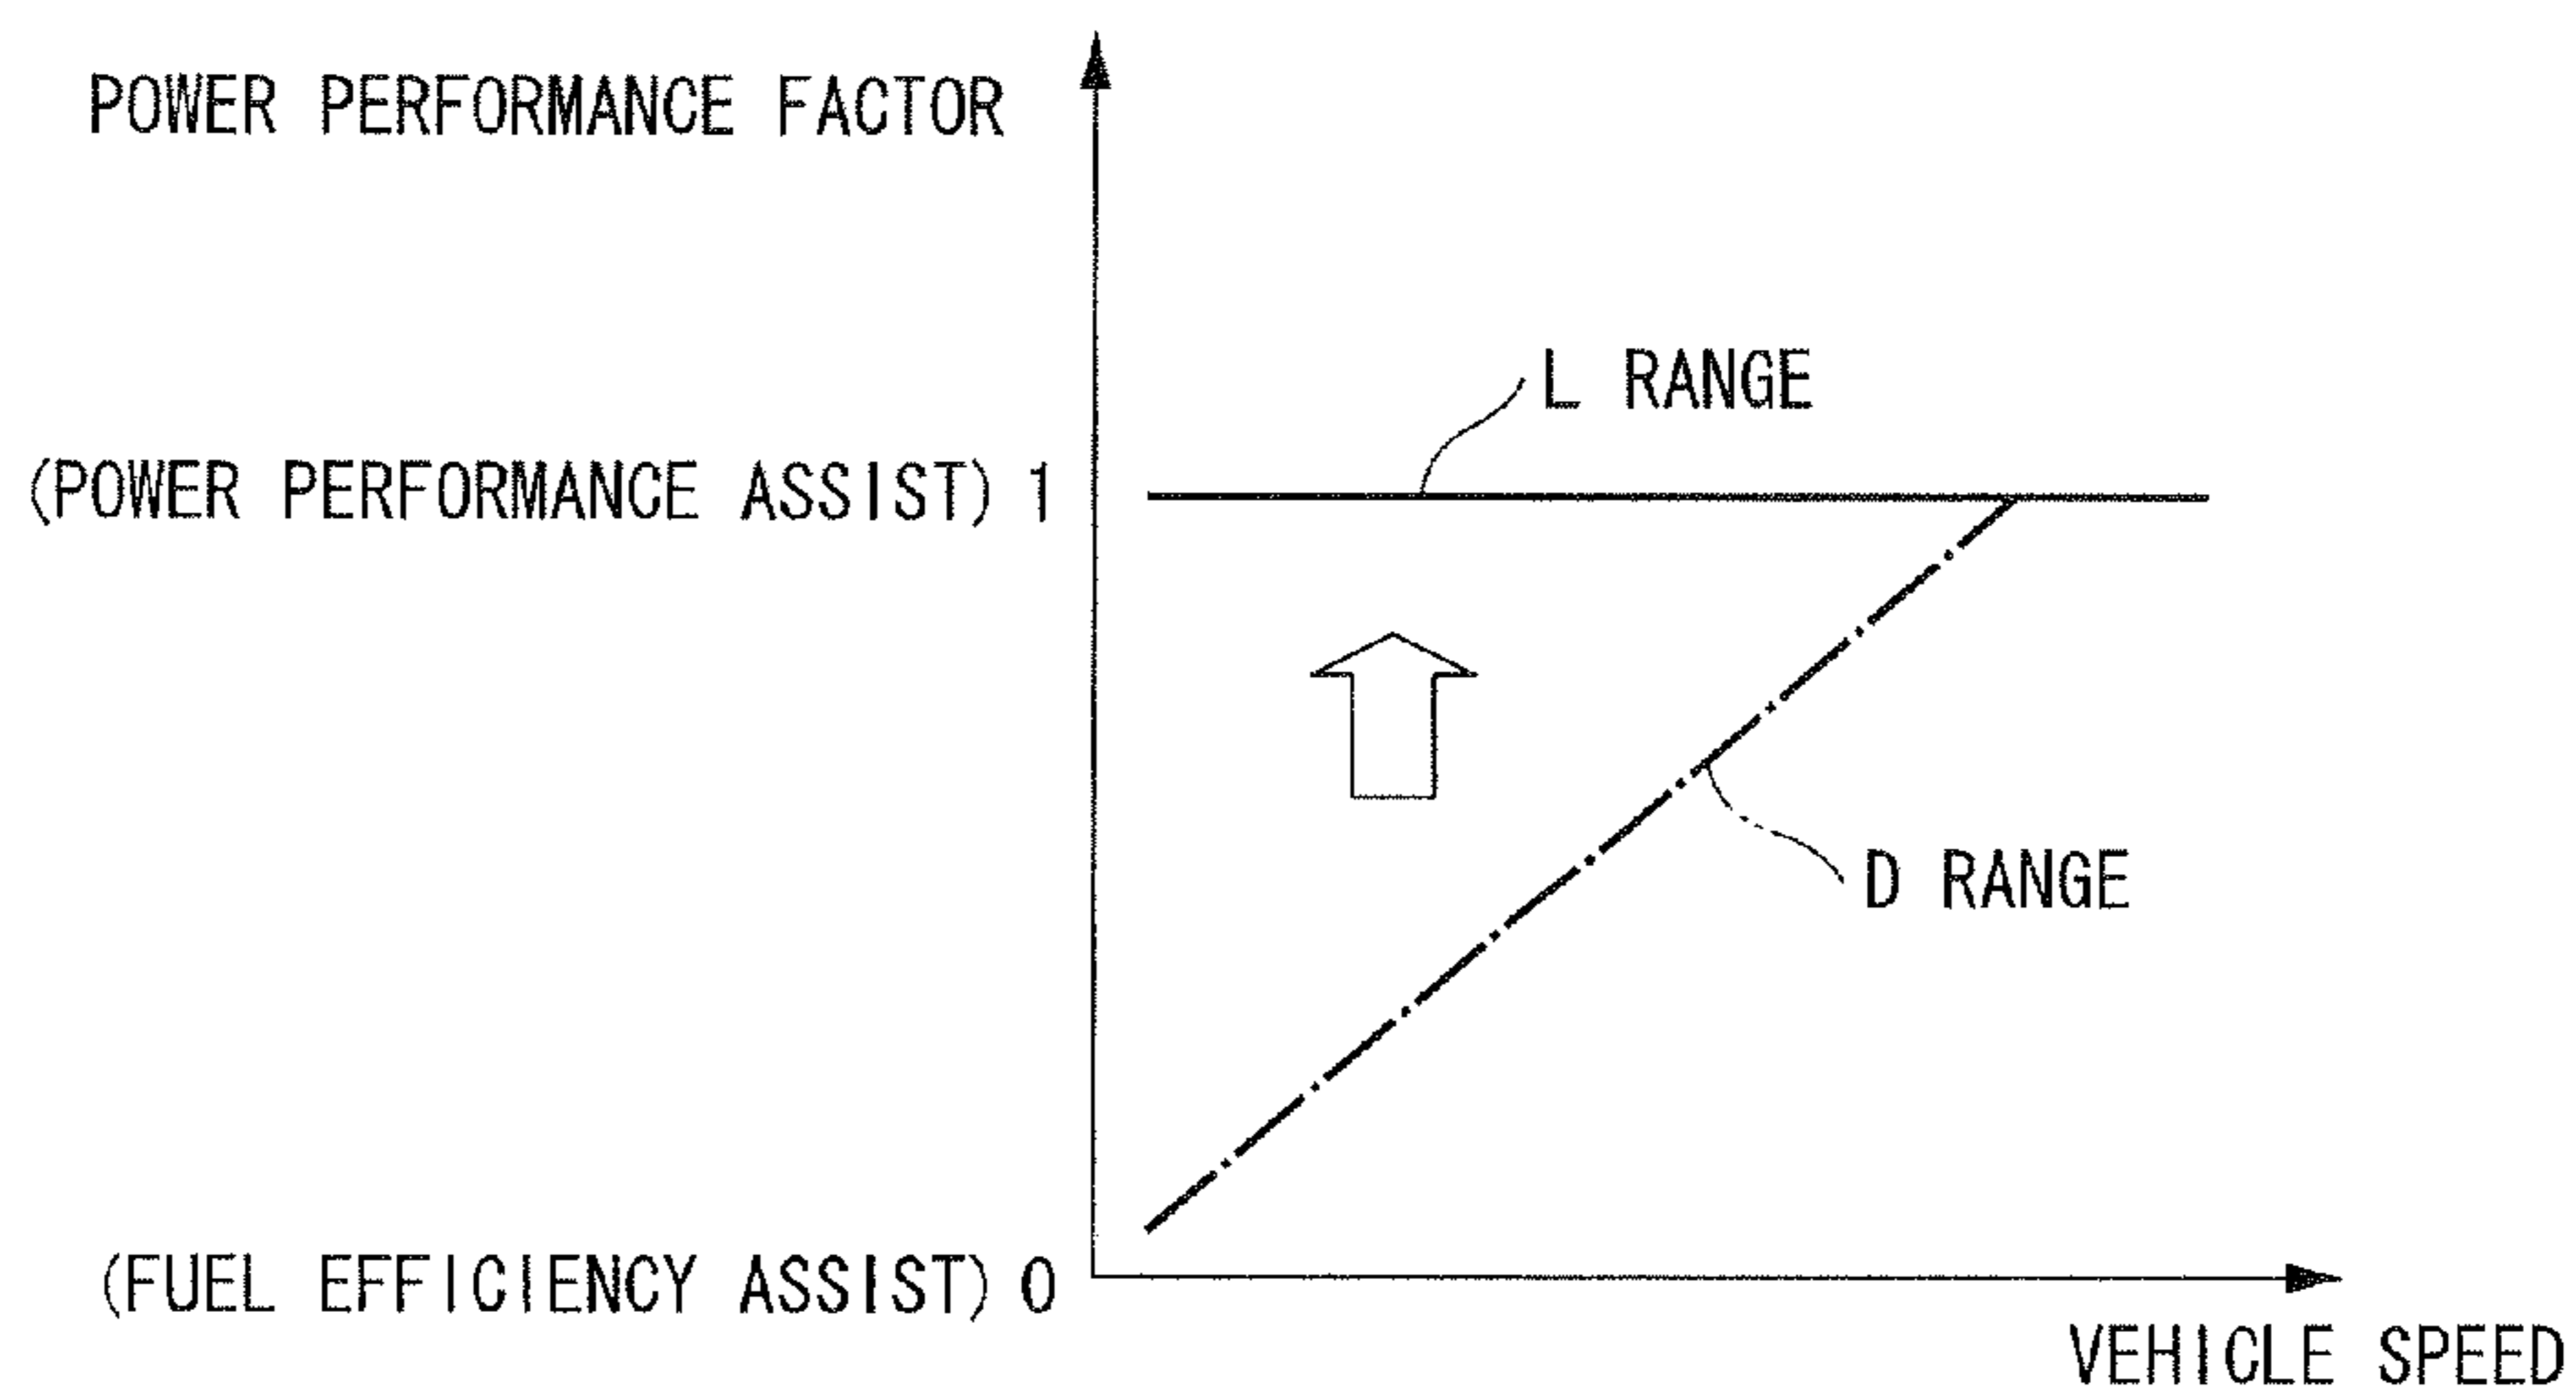 POWER PERFORMANCE FACTOR
L RANGE
(POWER PERFORMANCE ASSIST) 1
D RANGE
(FUEL EFFICIENCY ASSIST) 0
VEHICLE SPEED